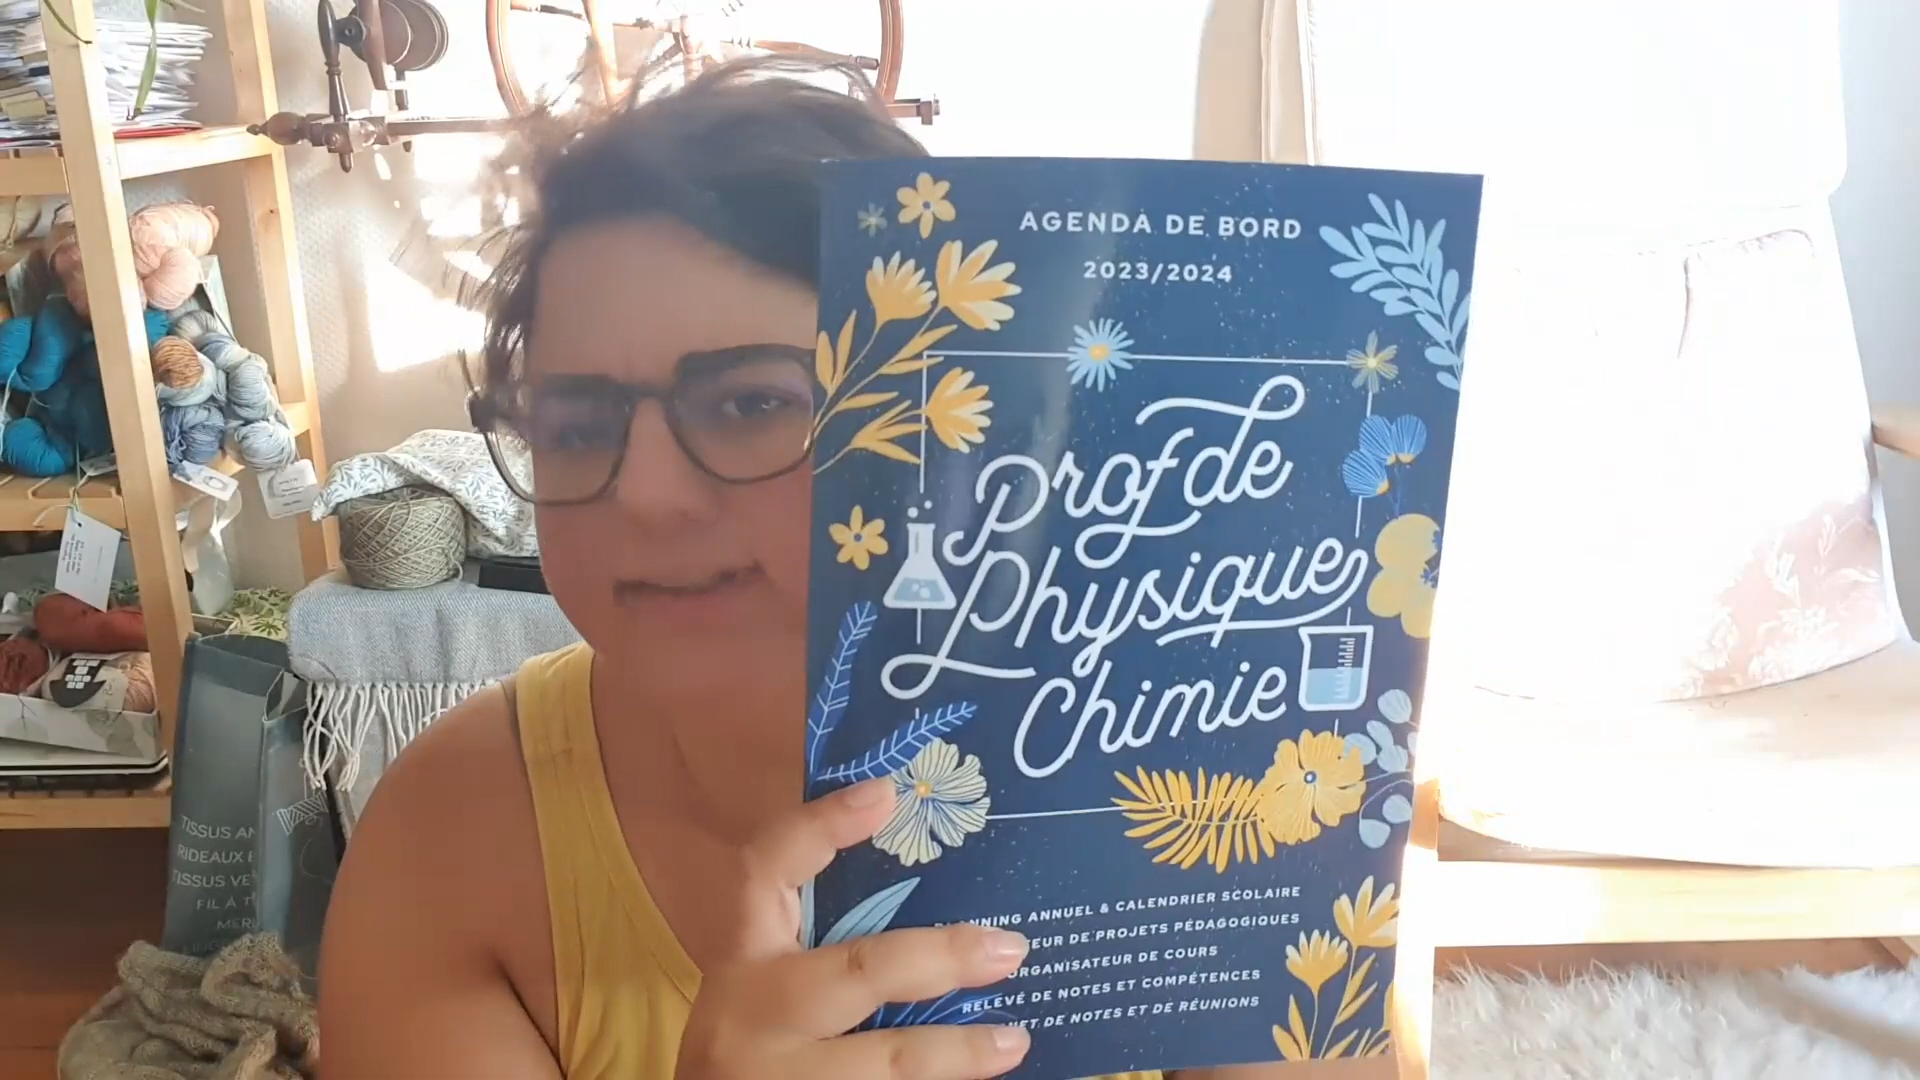 AGENDA DE BORD
2023/2024
Prof de
Physique
Chimie
ANNUEL & CALENDRIER SCOLAIRE
DE PROJETS PÉDAGOGIQUES
ORGANISATEUR DE COURS
RELEVÉ DE NOTES ET COMPÉTENCES
DE NOTES ET DE RÉUNIONS
TISSUS
RIDEAUX
TISSUS
FIL À